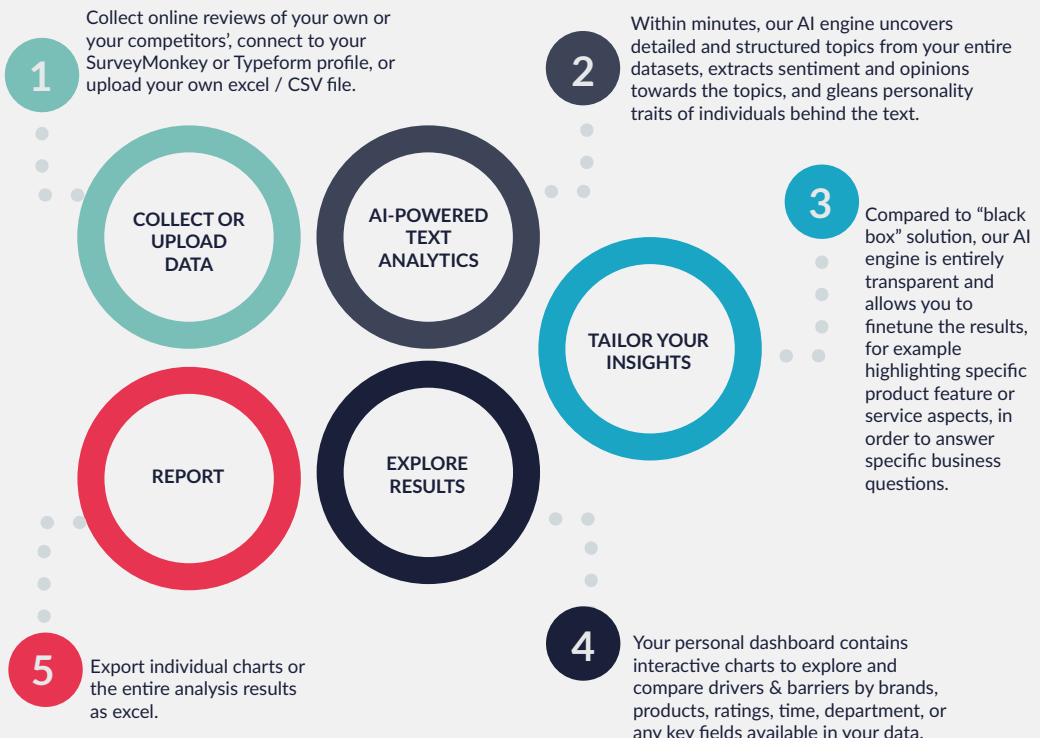 1
Collect online reviews of your own or
your competitors’, connect to your
SurveyMonkey or Typeform profile, or
upload your own excel / CSV file.
COLLECT OR
UPLOAD
DATA
2
Within minutes, our AI engine uncovers
detailed and structured topics from your entire
datasets, extracts sentiment and opinions
towards the topics, and gleans personality
traits of individuals behind the text.
AI-POWERED
TEXT
ANALYTICS
3
Compared to “black
box” solution, our AI
engine is entirely
transparent and
allows you to
finetune the results,
for example
highlighting specific
product feature or
service aspects, in
order to answer
specific business
questions.
TAILOR YOUR
INSIGHTS
EXPLORE
RESULTS
4
Your personal dashboard contains
interactive charts to explore and
compare drivers & barriers by brands,
products, ratings, time, department, or
any key fields available in your data.
REPORT
5
Export individual charts or
the entire analysis results
as excel.